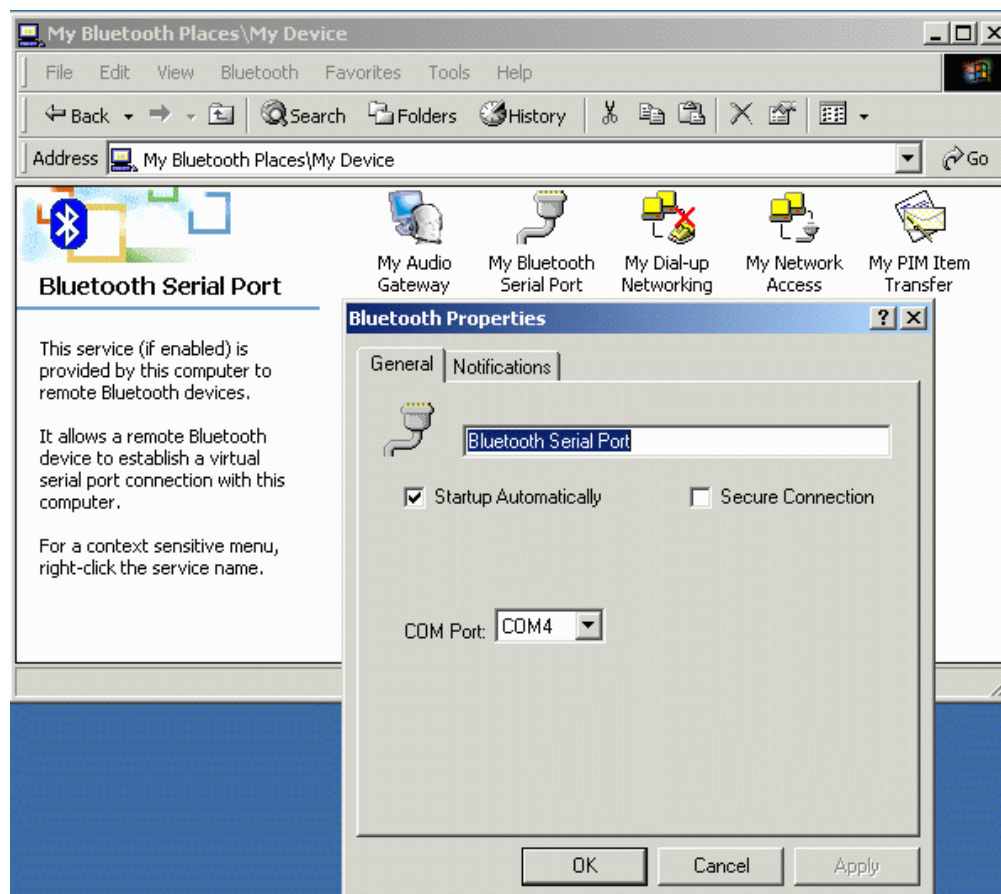 My Bluetooth Places\My Device
File Edit View Bluetooth Favorites Tools Help
Back Search Folders History
Address My Bluetooth Places\My Device Go
Bluetooth Serial Port
This service (if enabled) is
provided by this computer to
remote Bluetooth devices.
It allows a remote Bluetooth
device to establish a virtual
serial port connection with this
computer.
For a context sensitive menu,
right-click the service name.
My Audio
Gateway
My Bluetooth
Serial Port
My Dial-up
Networking
My Network
Access
My PIM Item
Transfer
Bluetooth Properties
General Notifications
Bluetooth Serial Port
Startup Automatically Secure Connection
COM Port: COM4
OK Cancel Apply